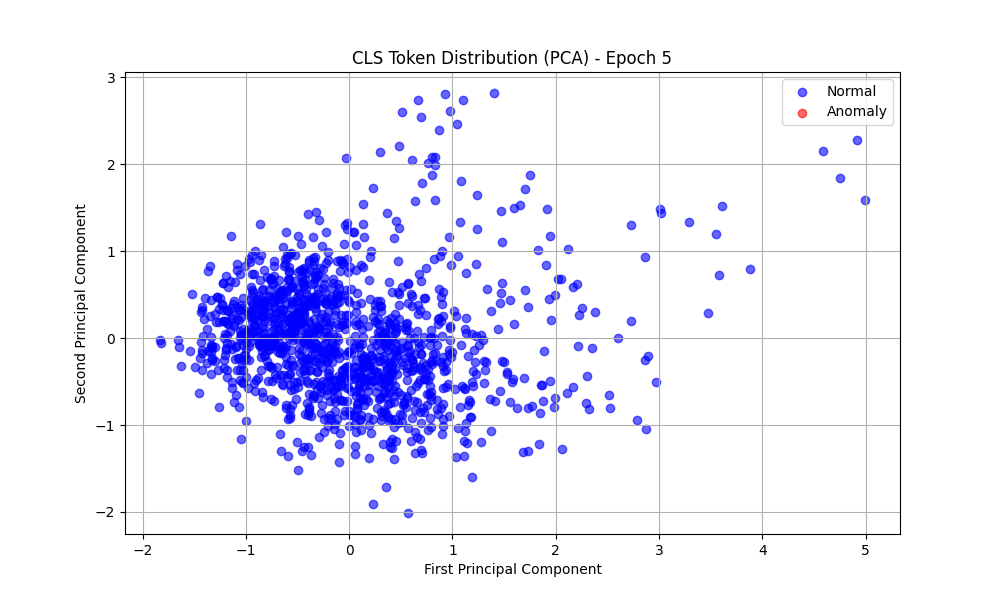 CLS Token Distribution (PCA) - Epoch 5
Normal
Anomaly
Second Principal Component
3
2
1
0
−1
−2
−2
−1
0
1
2
3
4
5
First Principal Component